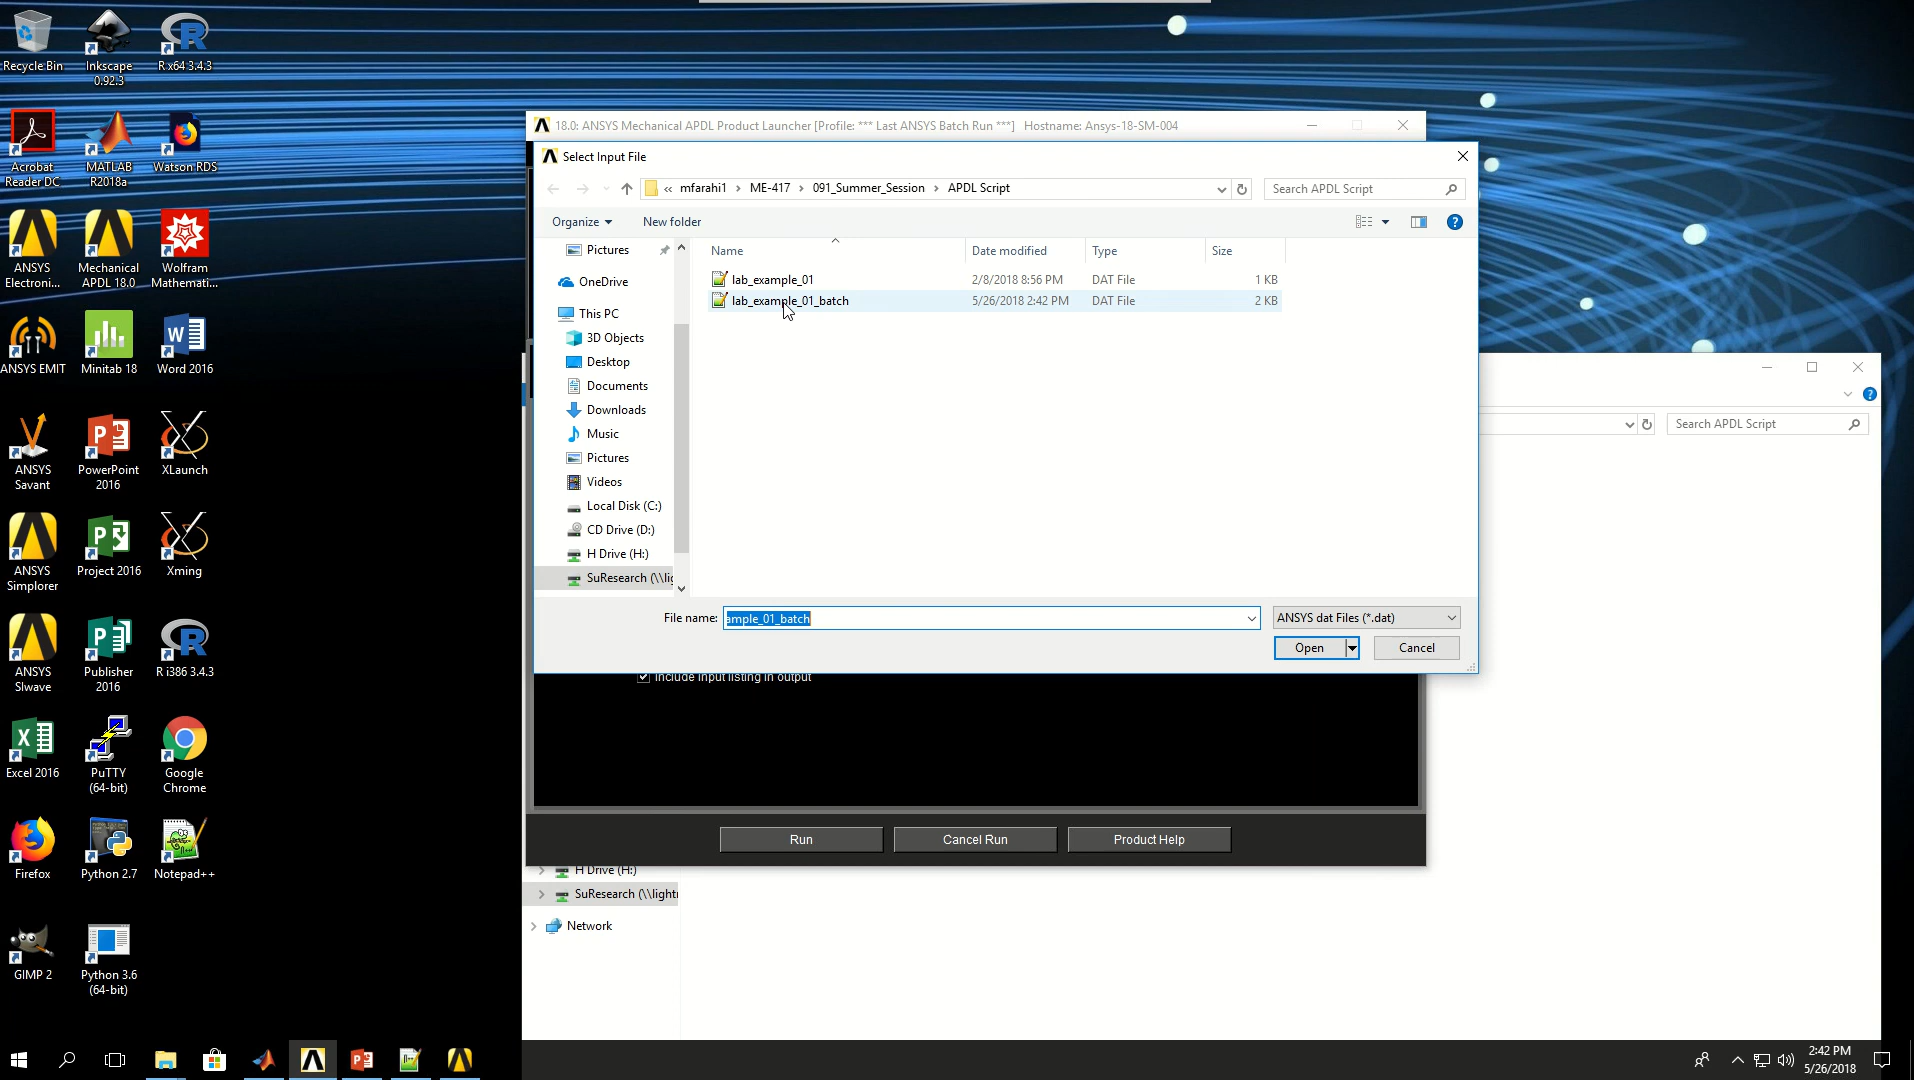 Recycle Bin
Inkscape
0.92.3
R x64 3.4.3
Acrobat
Reader DC
MATLAB
R2018a
Watson RDS
ANSYS
Electroni...
Mechanical
APDL 18.0
Wolfram
Mathemati...
ANSYS EMIT
Minitab 18
Word 2016
ANSYS
Savant
PowerPoint
2016
XLaunch
ANSYS
Simplorer
Project 2016
Xming
ANSYS
SIwave
Publisher
2016
R i386 3.4.3
Excel 2016
PuTTY
(64-bit)
Google
Chrome
Firefox
Python 2.7
Notepad++
GIMP 2
Python 3.6
(64-bit)
18.0: ANSYS Mechanical APDL Product Launcher [Profile: *** Last ANSYS Batch Run ***] Hostname: Ansys-18-SM-004
Select Input File
« mfarahi1 › ME-417 › 091_Summer_Session › APDL Script
Search APDL Script
Organize
New folder
Pictures
OneDrive
This PC
3D Objects
Desktop
Documents
Downloads
Music
Pictures
Videos
Local Disk (C:)
CD Drive (D:)
H Drive (H:)
SuResearch (\\lig
Name Date modified Type Size
lab_example_01 2/8/2018 8:56 PM DAT File 1 KB
lab_example_01_batch 5/26/2018 2:42 PM DAT File 2 KB
File name: ample_01_batch
ANSYS dat Files (*.dat)
Open
Cancel
Include input listing in output
Run
Cancel Run
Product Help
Search APDL Script
H Drive (H:)
SuResearch (\\light
Network
2:42 PM
5/26/2018